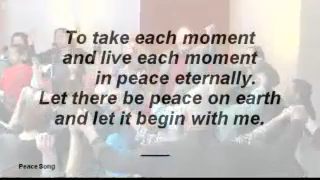 To take each moment
and live each moment
in peace eternally.
Let there be peace on earth
and let it begin with me.
Peace Song